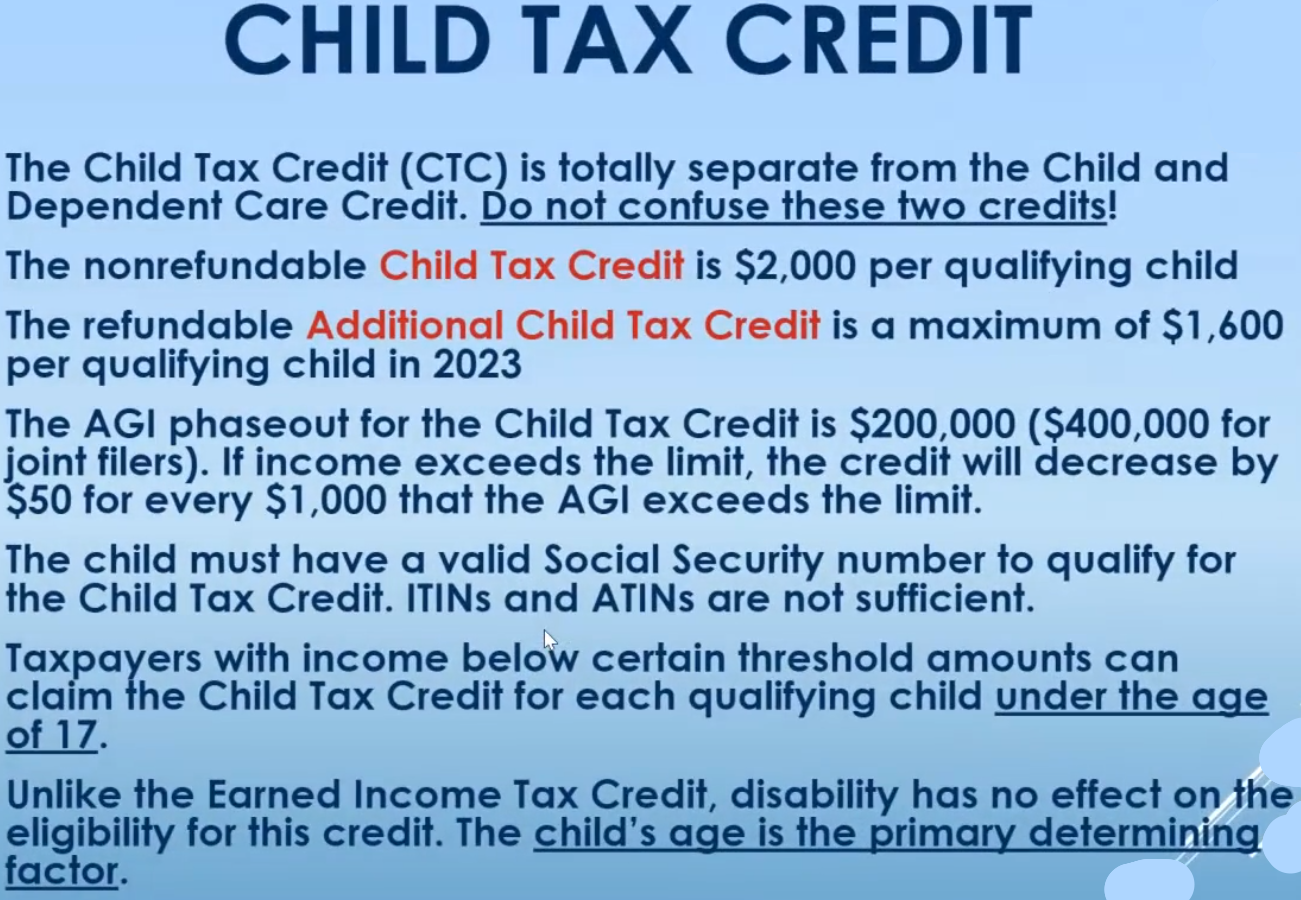 CHILD TAX CREDIT
The Child Tax Credit (CTC) is totally separate from the Child and
Dependent Care Credit. Do not confuse these two credits!
The nonrefundable Child Tax Credit is $2,000 per qualifying child
The refundable Additional Child Tax Credit is a maximum of $1,600
per qualifying child in 2023
The AGI phaseout for the Child Tax Credit is $200,000 ($400,000 for
joint filers). If income exceeds the limit, the credit will decrease by
$50 for every $1,000 that the AGI exceeds the limit.
The child must have a valid Social Security number to qualify for
the Child Tax Credit. ITINs and ATINs are not sufficient.
Taxpayers with income below certain threshold amounts can
claim the Child Tax Credit for each qualifying child under the age
of 17.
Unlike the Earned Income Tax Credit, disability has no effect on the
eligibility for this credit. The child’s age is the primary determining
factor.